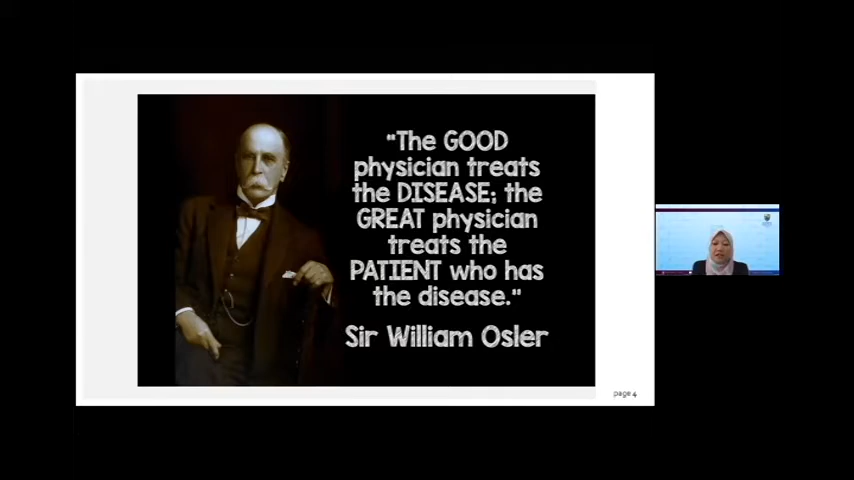 "The GOOD
physician treats
the DISEASE; the
GREAT physician
treats the
PATIENT who has
the disease."
Sir William Osler
page 4